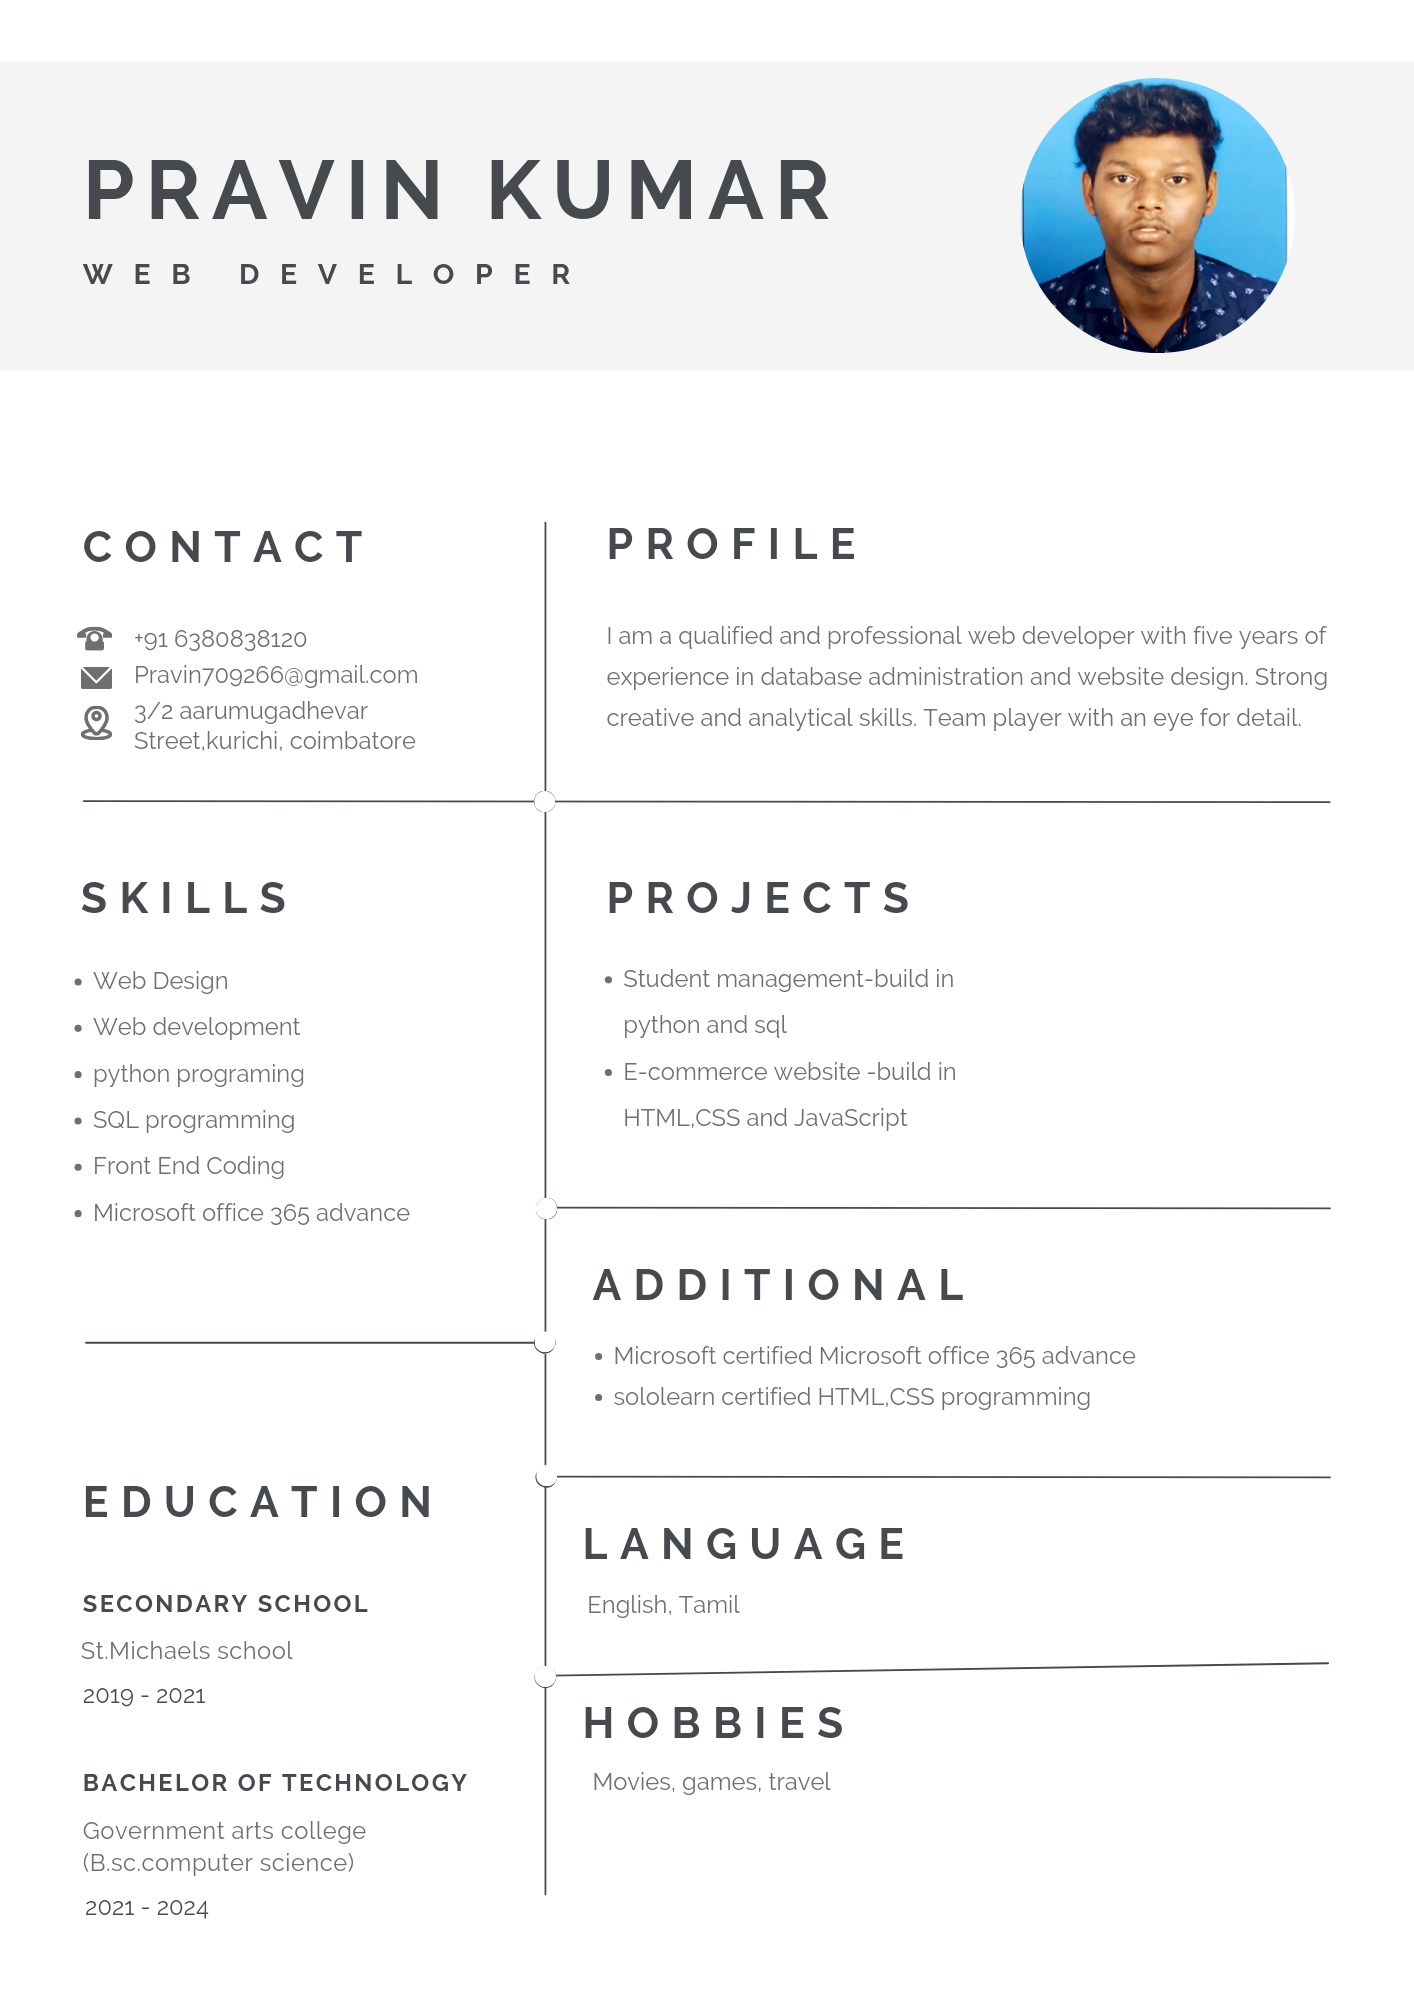 PRAVIN KUMAR
WEB DEVELOPER
CONTACT
+91 6380838120
Pravin709266@gmail.com
3/2 aarumugadhevar
Street,kurichi, coimbatore
PROFILE
I am a qualified and professional web developer with five years of
experience in database administration and website design. Strong
creative and analytical skills. Team player with an eye for detail.
SKILLS
• Web Design
• Web development
• python programing
• SQL programming
• Front End Coding
• Microsoft office 365 advance
PROJECTS
• Student management-build in
python and sql
• E-commerce website -build in
HTML,CSS and JavaScript
ADDITIONAL
• Microsoft certified Microsoft office 365 advance
• sololearn certified HTML,CSS programming
EDUCATION
SECONDARY SCHOOL
St.Michaels school
2019 - 2021
BACHELOR OF TECHNOLOGY
Government arts college
(B.sc.computer science)
2021 - 2024
LANGUAGE
English, Tamil
HOBBIES
Movies, games, travel